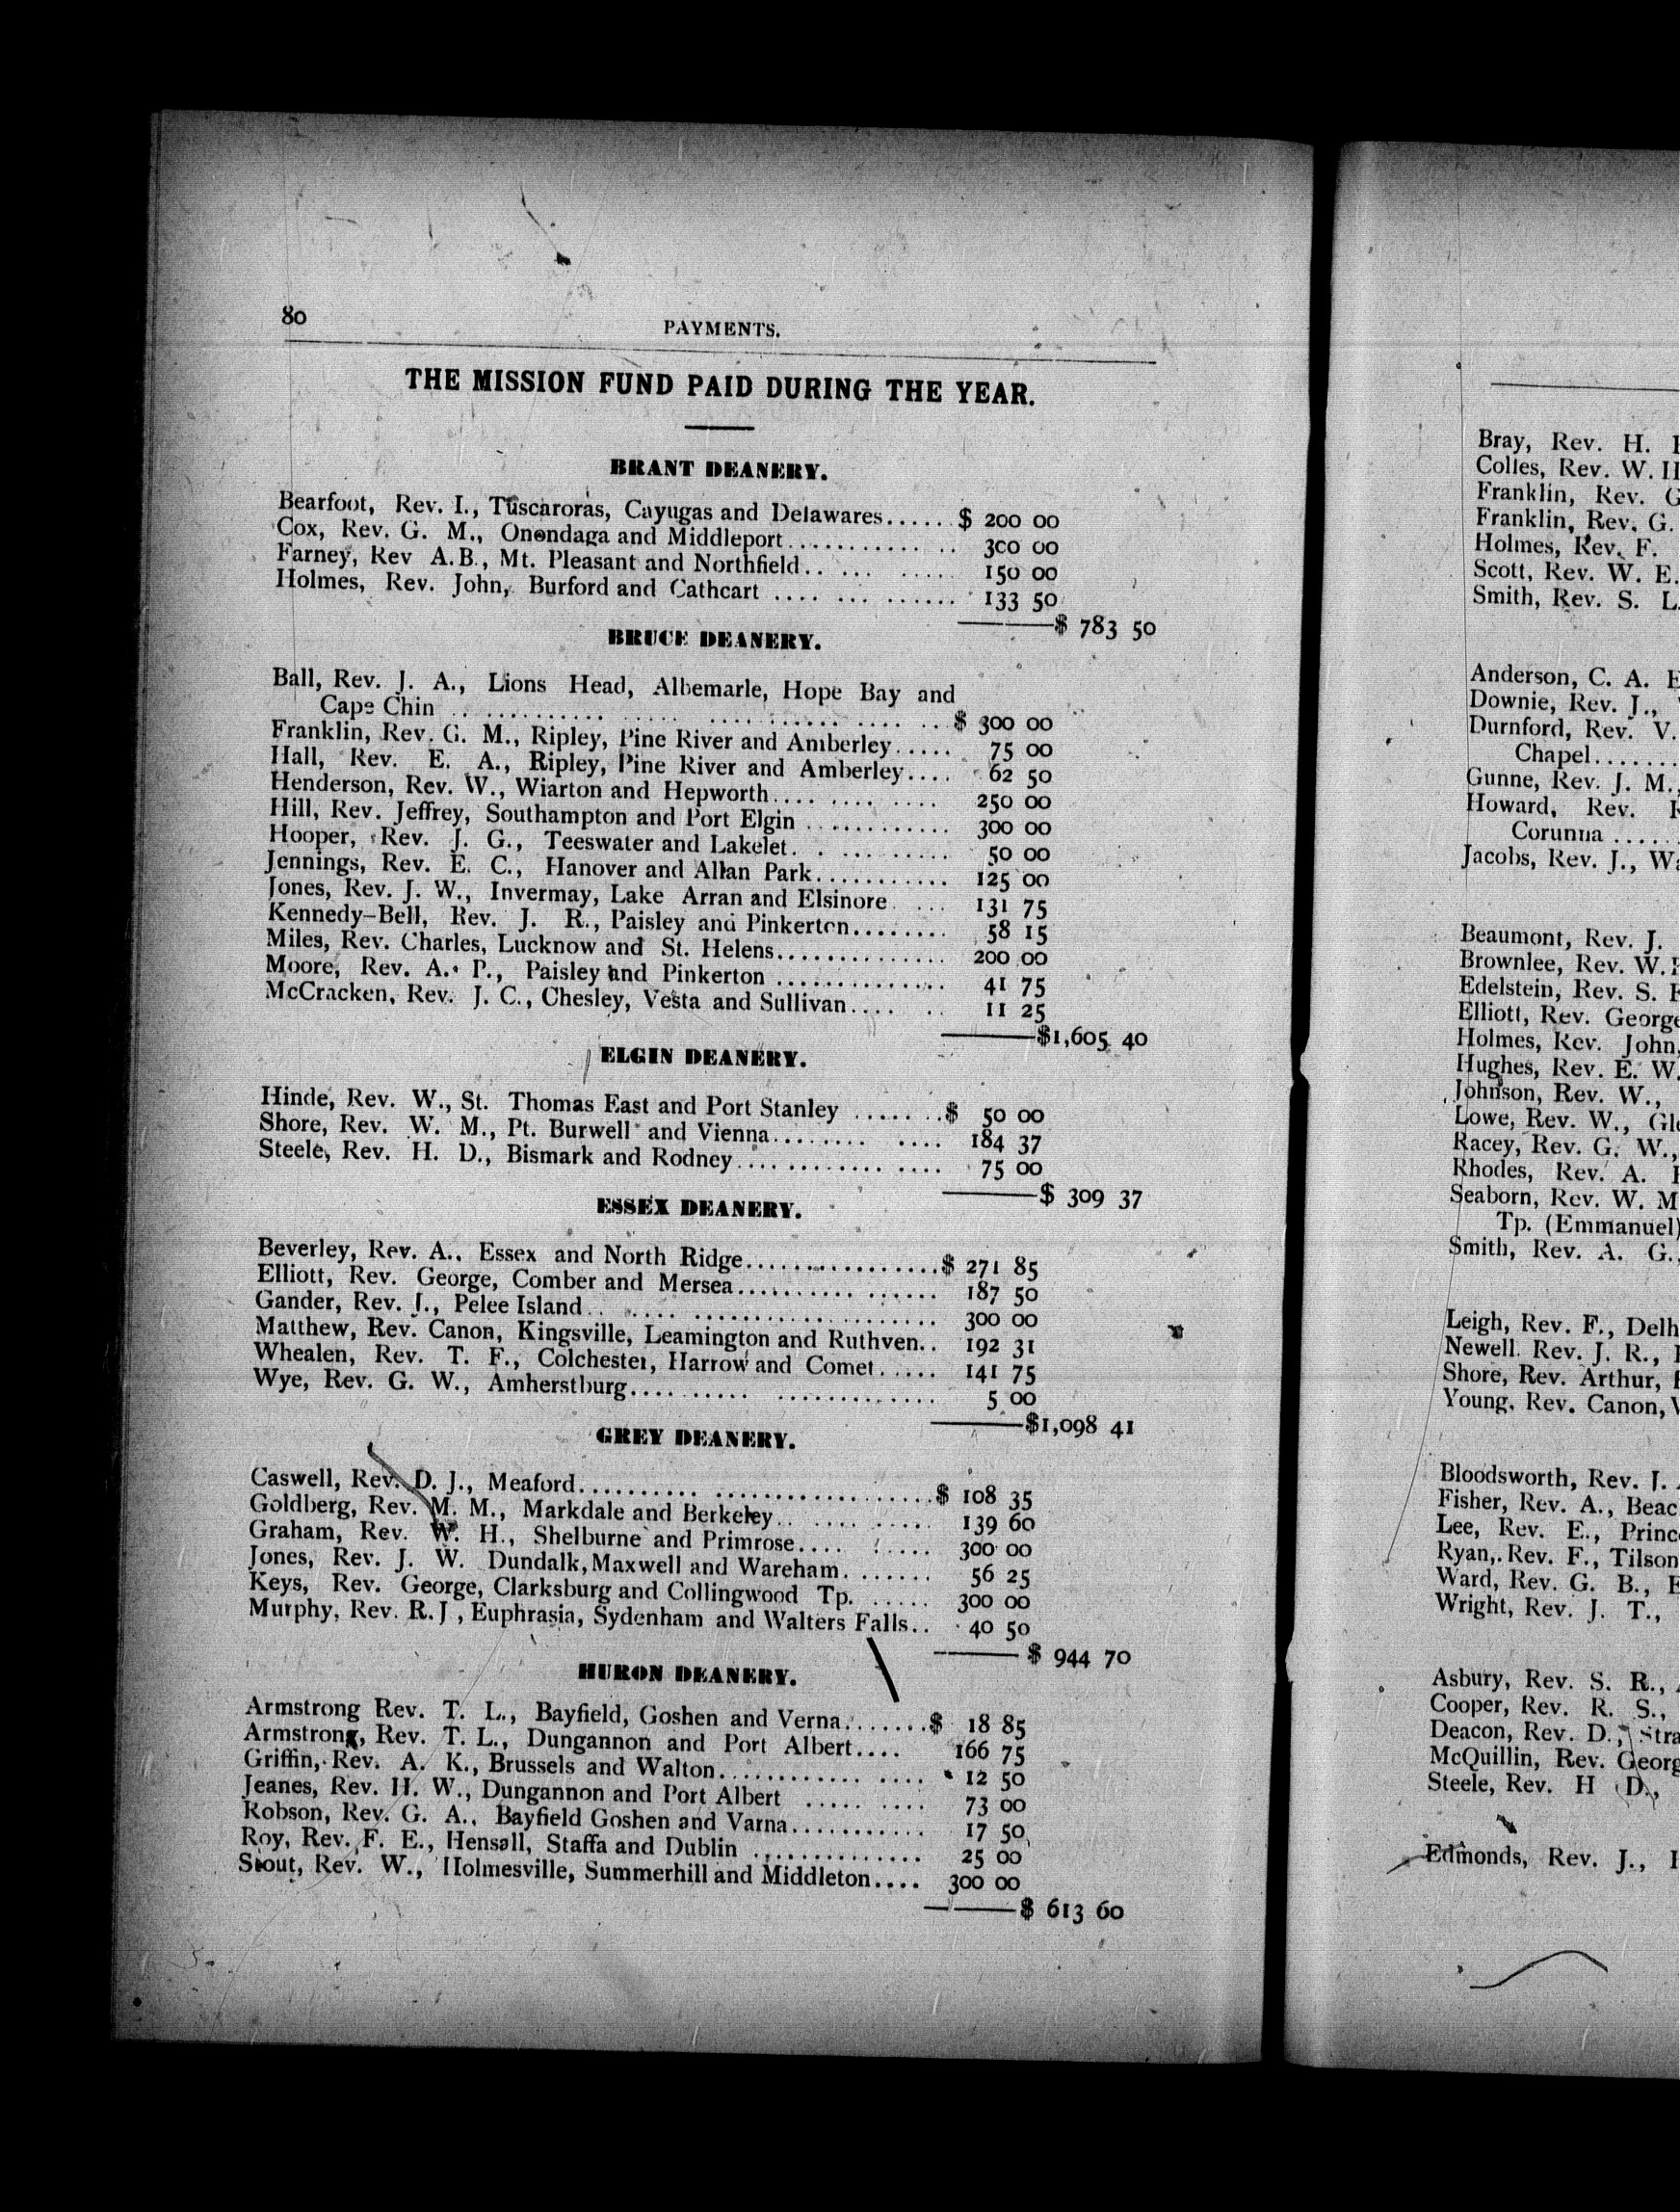 80
PAYMENTS.
THE MISSION FUND PAID DURING THE YEAR.
BRANT DEANERY.
Bearfoot, Rev. I., Tuscaroras, Cayugas and Delawares..... $ 200 00
Cox, Rev. G. M., Onondaga and Middleport............ .. 300 00
Farney, Rev A.B., Mt. Pleasant and Northfield.. ... ...... 150 00
Holmes, Rev. John, Burford and Cathcart .... ... ...... 133 50
$ 783 50
BRUCE DEANERY.
Ball, Rev. J. A., Lions Head, Albemarle, Hope Bay and
Cape Chin .. ........... ..... ............ .... ...$ 300 00
Franklin, Rev. G. M., Ripley, Pine River and Amberley..... 75 00
Hall, Rev. E. A., Ripley, Pine River and Amberley.... 62 50
Henderson, Rev. W., Wiarton and Hepworth.... .... .... 250 00
Hill, Rev. Jeffrey, Southampton and Port Elgin ............ 300 00
Hooper, Rev. J. G., Teeswater and Lakelet. . ... ...... 50 00
Jennings, Rev. E. C., Hanover and Allan Park........... 125 00
Jones, Rev. J. W., Invermay, Lake Arran and Elsinore. ... 131 75
Kennedy-Bell, Rev. J. R., Paisley and Pinkerton........ 58 15
Miles, Rev. Charles, Lucknow and St. Helens.............. 200 00
Moore, Rev. A. P., Paisley and Pinkerton .............. 41 75
McCracken, Rev. J. C., Chesley, Vesta and Sullivan.... .. 11 25
$1,605 40
ELGIN DEANERY.
Hinde, Rev. W., St. Thomas East and Port Stanley ...... .$ 50 00
Shore, Rev. W. M., Pt. Burwell and Vienna........ .... 184 37
Steele, Rev. H. D., Bismark and Rodney............. .... 75 00
$ 309 37
ESSEX DEANERY.
Beverley, Rev. A.. Essex and North Ridge.................$ 271 85
Elliott, Rev. George, Comber and Mersea.......... ...... 187 50
Gander, Rev. J., Pelee Island.. .... ..................... 300 00
Matthew, Rev. Canon, Kingsville, Leamington and Ruthven.. 192 31
Whealen, Rev. T. F., Colchester, Harrow and Comet..... 141 75
Wye, Rev. G. W., Amherstburg.......... .............. 5 00
$1,098 41
GREY DEANERY.
Caswell, Rev. D. J., Meaford.......... ...................$ 108 35
Goldberg, Rev. M. M., Markdale and Berkeley.. .... ..... 139 60
Graham, Rev. W. H., Shelburne and Primrose.... ..... 300 00
Jones, Rev. J. W. Dundalk, Maxwell and Wareham. ...... 56 25
Keys, Rev. George, Clarksburg and Collingwood Tp. ..... 300 00
Murphy, Rev. R. J , Euphrasia, Sydenham and Walters Falls.. 40 50
$ 944 70
HURON DEANERY.
Armstrong Rev. T. L., Bayfield, Goshen and Verna.......$ 18 85
Armstrong, Rev. T. L., Dungannon and Port Albert.... 166 75
Griffin, Rev. A. K., Brussels and Walton............ .... 12 50
Jeanes, Rev. H. W., Dungannon and Port Albert ..... .... 73 00
Robson, Rev. G. A., Bayfield Goshen and Varna........... 17 50
Roy, Rev. F. E., Hensall, Staffa and Dublin .............. 25 00
Stout, Rev. W., Holmesville, Summerhill and Middleton.... 300 00
$ 613 60
Bray, Rev. H.
Colles, Rev. W. H
Franklin, Rev. G
Franklin, Rev. G.
Holmes, Rev. F.
Scott, Rev. W. E.
Smith, Rev. S. L
Anderson, C. A.
Downie, Rev. J.,
Durnford, Rev. V.
Chapel.......
Gunne, Rev. J. M.,
Howard, Rev.
Corunna .....
Jacobs, Rev. J., Wa
Beaumont, Rev. J.
Brownlee, Rev. W.
Edelstein, Rev. S.
Elliott, Rev. George
Holmes, Rev. John,
Hughes, Rev. E. W.
Johnson, Rev. W.,
Lowe, Rev. W., Gl
Racey, Rev. G. W.,
Rhodes, Rev. A.
Seaborn, Rev. W. M
Tp. (Emmanuel)
Smith, Rev. A. G.,
Leigh, Rev. F., Delh
Newell. Rev. J. R.,
Shore, Rev. Arthur,
Young, Rev. Canon,
Bloodsworth, Rev. J.
Fisher, Rev. A., Beac
Lee, Rev. E., Princ
Ryan, Rev. F., Tilson
Ward, Rev. G. B.,
Wright, Rev. J. T.,
Asbury, Rev. S. R.,
Cooper, Rev. R. S.,
Deacon, Rev. D., Stra
McQuillin, Rev. Georg
Steele, Rev. H D.,
Edmonds, Rev. J.,